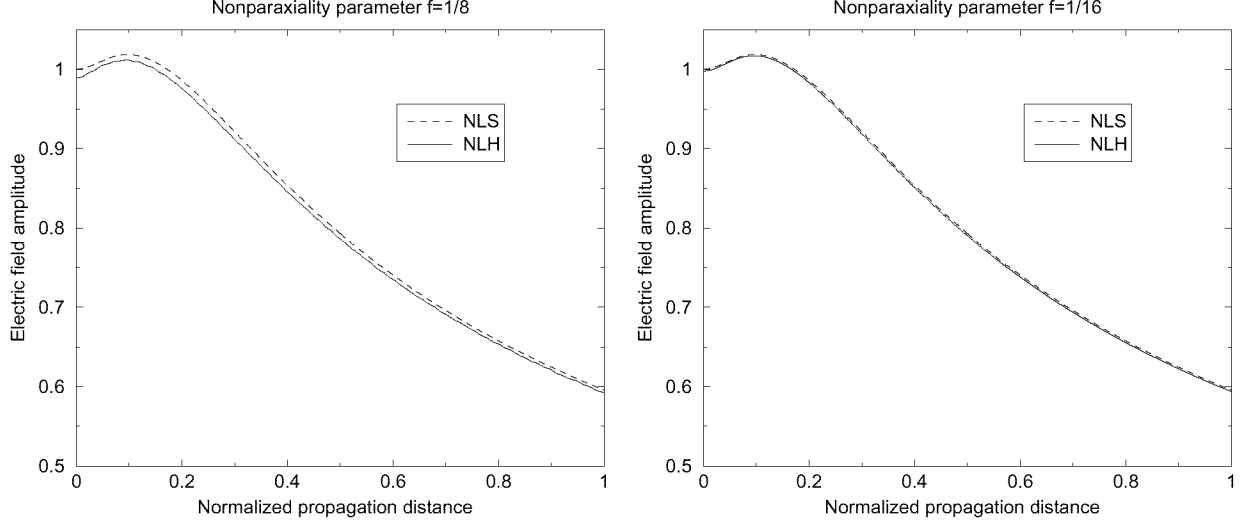 Nonparaxiality parameter f=1/8
Electric field amplitude
1
0.9
0.8
0.7
0.6
0.5
NLS
NLH
0
0.2
0.4
0.6
0.8
1
Normalized propagation distance
Nonparaxiality parameter f=1/16
Electric field amplitude
1
0.9
0.8
0.7
0.6
0.5
NLS
NLH
0
0.2
0.4
0.6
0.8
1
Normalized propagation distance